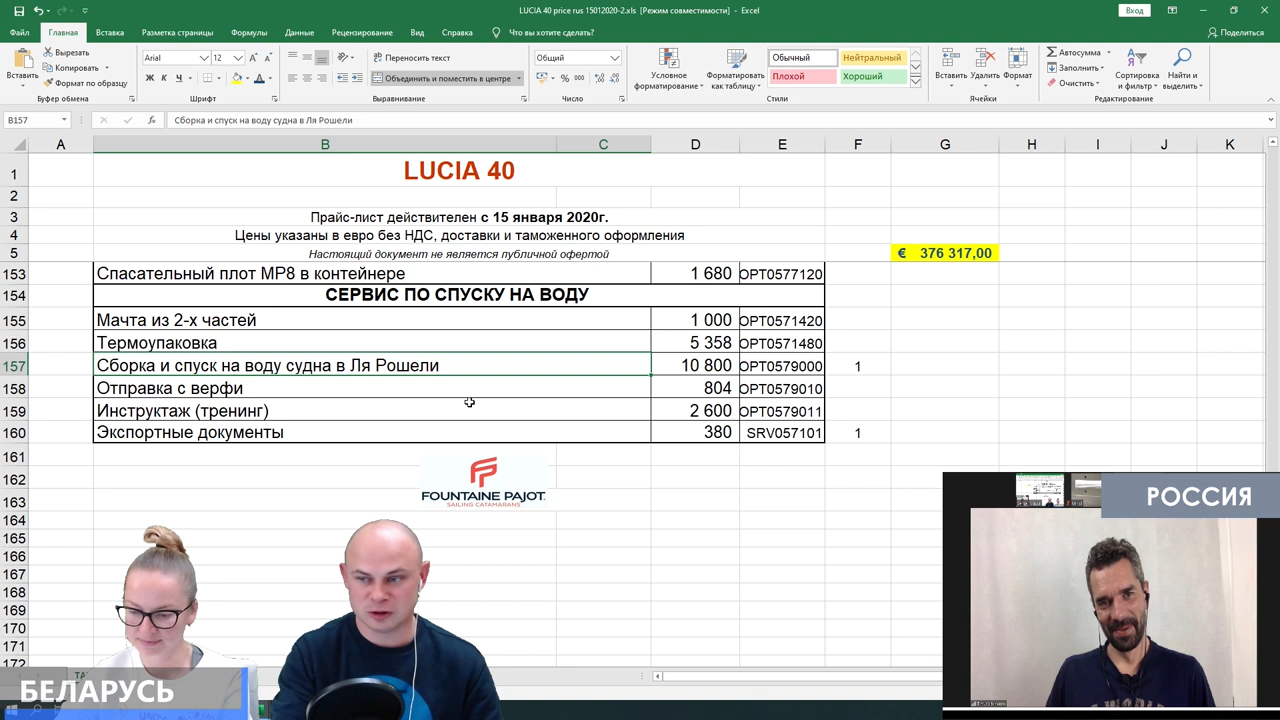 LUCIA 40 price rus 15012020-2.xls [Режим совместимости] - Excel
Вход
Файл Главная Вставка Разметка страницы Формулы Данные Рецензирование Вид Справка Что вы хотите сделать? Поделиться
Вставить
Вырезать
Копировать
Формат по образцу
Буфер обмена
Arial 12
Ж К Ч
Шрифт
Переносить текст
Объединить и поместить в центре
Выравнивание
Общий
% 000
Число
Условное форматирование
Форматировать как таблицу
Обычный Нейтральный
Плохой Хороший
Стили
Вставить Удалить Формат
Ячейки
Автосумма
Заполнить
Очистить
Сортировка и фильтр
Найти и выделить
Редактирование
B157 fx Сборка и спуск на воду судна в Ля Рошели
A B C D E F G H I J K
1 LUCIA 40
2
3 Прайс-лист действителен с 15 января 2020г.
4 Цены указаны в евро без НДС, доставки и таможенного оформления
5 Настоящий документ не является публичной офертой € 376 317,00
153 Спасательный плот MP8 в контейнере 1 680 OPT0577120
154 СЕРВИС ПО СПУСКУ НА ВОДУ
155 Мачта из 2-х частей 1 000 OPT0571420
156 Термоупаковка 5 358 OPT0571480
157 Сборка и спуск на воду судна в Ля Рошели 10 800 OPT0579000 1
158 Отправка с верфи 804 OPT0579010
159 Инструктаж (тренинг) 2 600 OPT0579011
160 Экспортные документы 380 SRV057101 1
161
162
163
FOUNTAINE PAJOT
SAILING CATAMARANS
164
165
166
167
168
169
170
171
172
РОССИЯ
БЕЛАРУСЬ